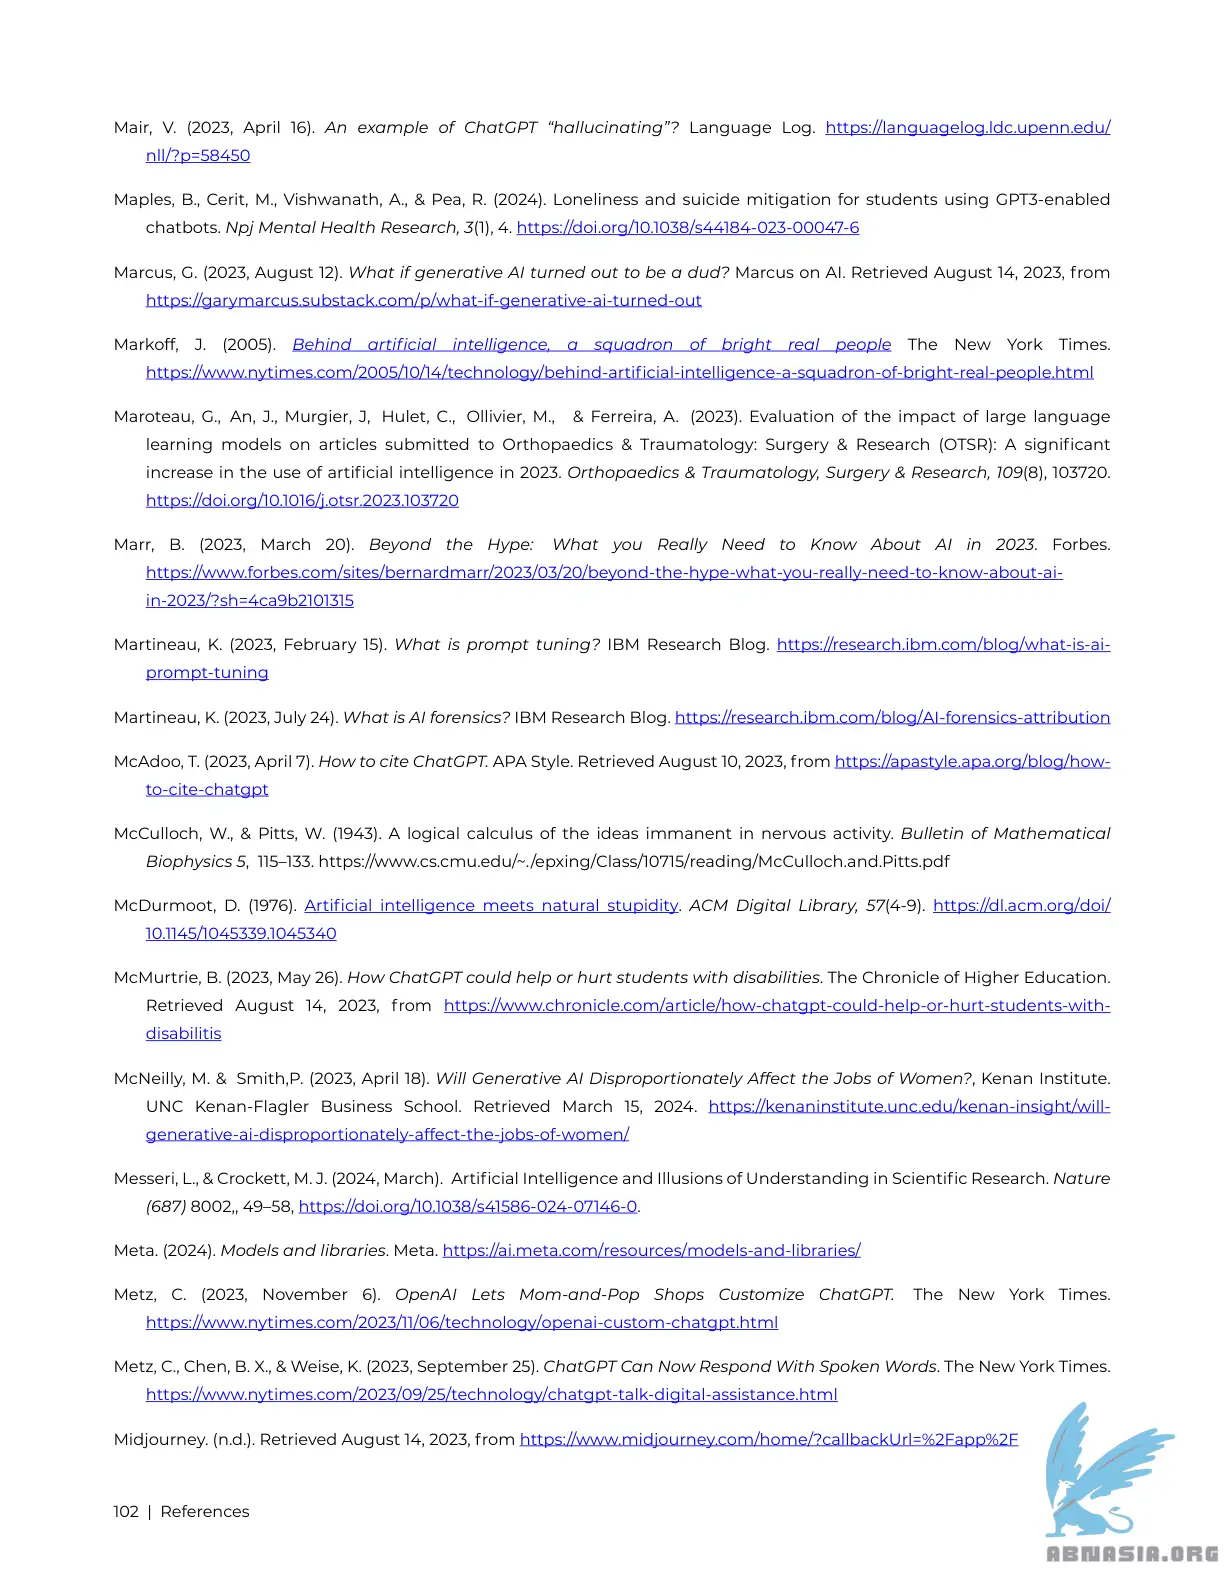 Mair, V. (2023, April 16). An example of ChatGPT “hallucinating”? Language Log. https://languagelog.ldc.upenn.edu/
nll/?p=58450
Maples, B., Cerit, M., Vishwanath, A., & Pea, R. (2024). Loneliness and suicide mitigation for students using GPT3-enabled
chatbots. Npj Mental Health Research, 3(1), 4. https://doi.org/10.1038/s44184-023-00047-6
Marcus, G. (2023, August 12). What if generative AI turned out to be a dud? Marcus on AI. Retrieved August 14, 2023, from
https://garymarcus.substack.com/p/what-if-generative-ai-turned-out
Markoff, J. (2005). Behind artificial intelligence, a squadron of bright real people The New York Times.
https://www.nytimes.com/2005/10/14/technology/behind-artificial-intelligence-a-squadron-of-bright-real-people.html
Maroteau, G., An, J., Murgier, J, Hulet, C., Ollivier, M., & Ferreira, A. (2023). Evaluation of the impact of large language
learning models on articles submitted to Orthopaedics & Traumatology: Surgery & Research (OTSR): A significant
increase in the use of artificial intelligence in 2023. Orthopaedics & Traumatology, Surgery & Research, 109(8), 103720.
https://doi.org/10.1016/j.otsr.2023.103720
Marr, B. (2023, March 20). Beyond the Hype: What you Really Need to Know About AI in 2023. Forbes.
https://www.forbes.com/sites/bernardmarr/2023/03/20/beyond-the-hype-what-you-really-need-to-know-about-ai-
in-2023/?sh=4ca9b2101315
Martineau, K. (2023, February 15). What is prompt tuning? IBM Research Blog. https://research.ibm.com/blog/what-is-ai-
prompt-tuning
Martineau, K. (2023, July 24). What is AI forensics? IBM Research Blog. https://research.ibm.com/blog/AI-forensics-attribution
McAdoo, T. (2023, April 7). How to cite ChatGPT. APA Style. Retrieved August 10, 2023, from https://apastyle.apa.org/blog/how-
to-cite-chatgpt
McCulloch, W., & Pitts, W. (1943). A logical calculus of the ideas immanent in nervous activity. Bulletin of Mathematical
Biophysics 5, 115–133. https://www.cs.cmu.edu/~./epxing/Class/10715/reading/McCulloch.and.Pitts.pdf
McDurmoot, D. (1976). Artificial intelligence meets natural stupidity. ACM Digital Library, 57(4-9). https://dl.acm.org/doi/
10.1145/1045339.1045340
McMurtrie, B. (2023, May 26). How ChatGPT could help or hurt students with disabilities. The Chronicle of Higher Education.
Retrieved August 14, 2023, from https://www.chronicle.com/article/how-chatgpt-could-help-or-hurt-students-with-
disabilitis
McNeilly, M. & Smith,P. (2023, April 18). Will Generative AI Disproportionately Affect the Jobs of Women?, Kenan Institute.
UNC Kenan-Flagler Business School. Retrieved March 15, 2024. https://kenaninstitute.unc.edu/kenan-insight/will-
generative-ai-disproportionately-affect-the-jobs-of-women/
Messeri, L., & Crockett, M. J. (2024, March). Artificial Intelligence and Illusions of Understanding in Scientific Research. Nature
(687) 8002,, 49–58, https://doi.org/10.1038/s41586-024-07146-0.
Meta. (2024). Models and libraries. Meta. https://ai.meta.com/resources/models-and-libraries/
Metz, C. (2023, November 6). OpenAI Lets Mom-and-Pop Shops Customize ChatGPT. The New York Times.
https://www.nytimes.com/2023/11/06/technology/openai-custom-chatgpt.html
Metz, C., Chen, B. X., & Weise, K. (2023, September 25). ChatGPT Can Now Respond With Spoken Words. The New York Times.
https://www.nytimes.com/2023/09/25/technology/chatgpt-talk-digital-assistance.html
Midjourney. (n.d.). Retrieved August 14, 2023, from https://www.midjourney.com/home/?callbackUrl=%2Fapp%2F
102 | References
ABNASIA.ORG